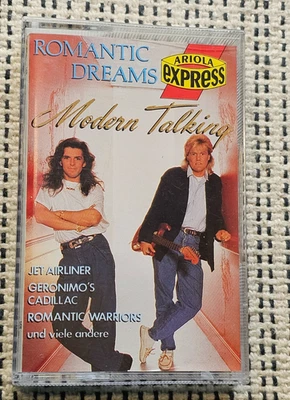 ROMANTIC
DREAMS
ARIOLA
EXPRESS
Modern Talking
JET AIRLINER
GERONIMO'S
CADILLAC
ROMANTIC WARRIORS
und viele andere